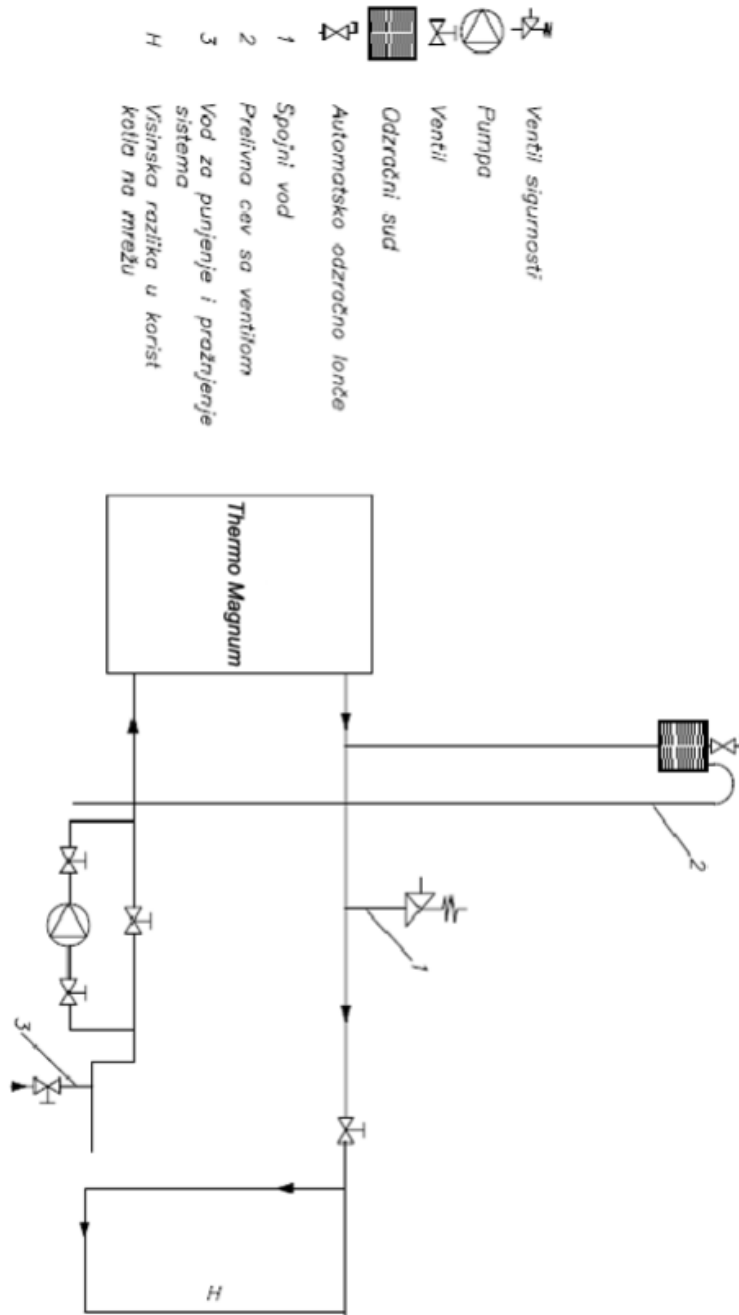 Ventil sigurnosti
Pumpa
Ventil
Odzračni sud
Automatsko odzračno lonče
1 Spojni vod
2 Prelivna cev sa ventilom
3 Vod za punjenje i pražnjenje
sistema
H Visinska razlika u korist
kotla na mrežu
Thermo Magnum
2
1
3
H